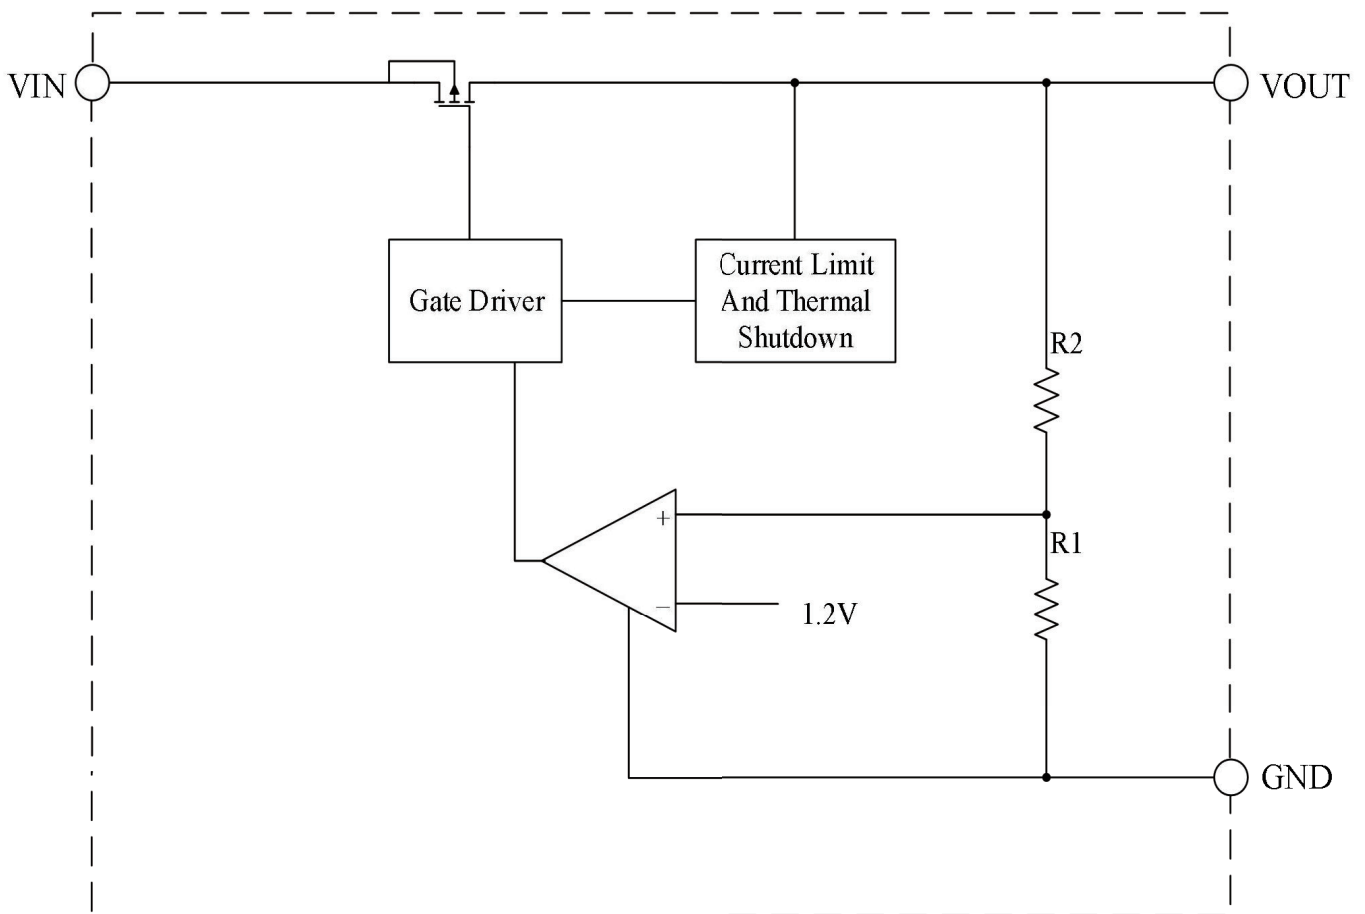 VIN
VOUT
Gate Driver
Current Limit
And Thermal
Shutdown
R2
+
R1
−
1.2V
GND